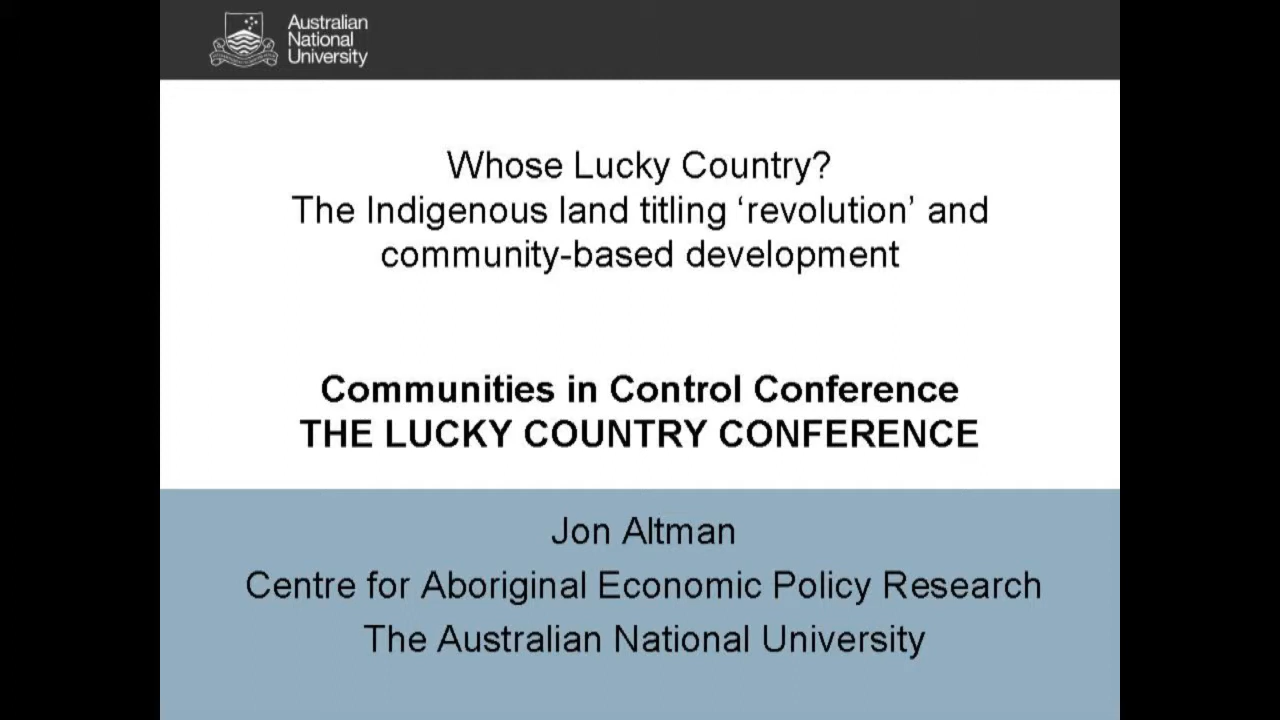 Australian
National
University
Whose Lucky Country?
The Indigenous land titling ‘revolution’ and
community-based development
Communities in Control Conference
THE LUCKY COUNTRY CONFERENCE
Jon Altman
Centre for Aboriginal Economic Policy Research
The Australian National University